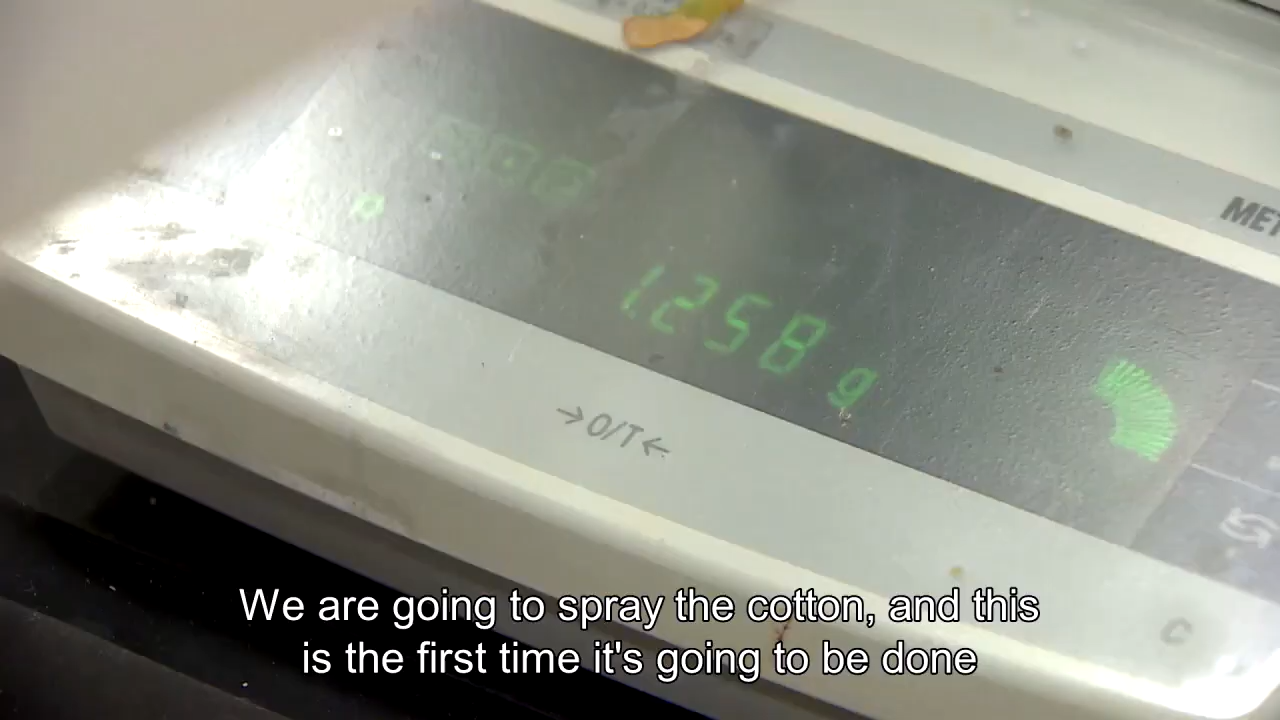 MET
1.258 g
→O/T←
C
We are going to spray the cotton, and this
is the first time it's going to be done